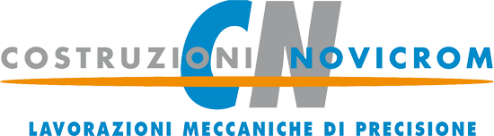 CN
COSTRUZIONI NOVICROM
LAVORAZIONI MECCANICHE DI PRECISIONE